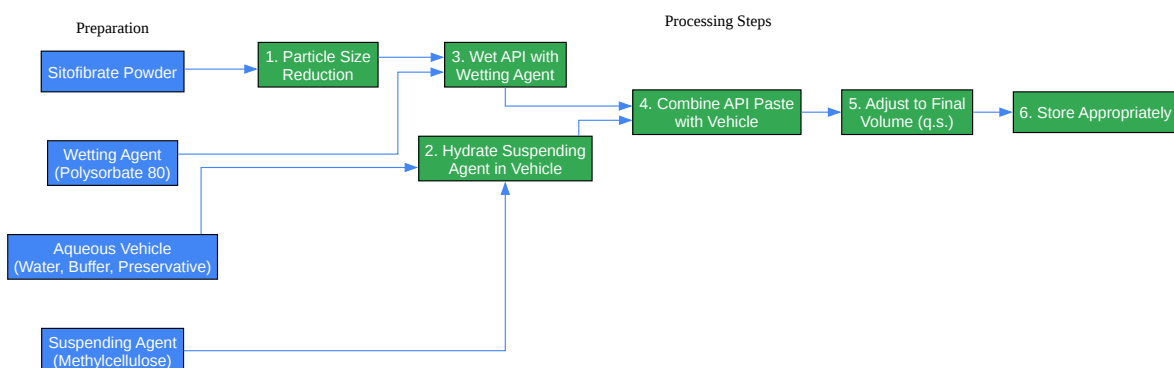 Preparation
Processing Steps
Sitofibrate Powder
1. Particle Size
Reduction
3. Wet API with
Wetting Agent
4. Combine API Paste
with Vehicle
5. Adjust to Final
Volume (q.s.)
6. Store Appropriately
Wetting Agent
(Polysorbate 80)
2. Hydrate Suspending
Agent in Vehicle
Aqueous Vehicle
(Water, Buffer, Preservative)
Suspending Agent
(Methylcellulose)